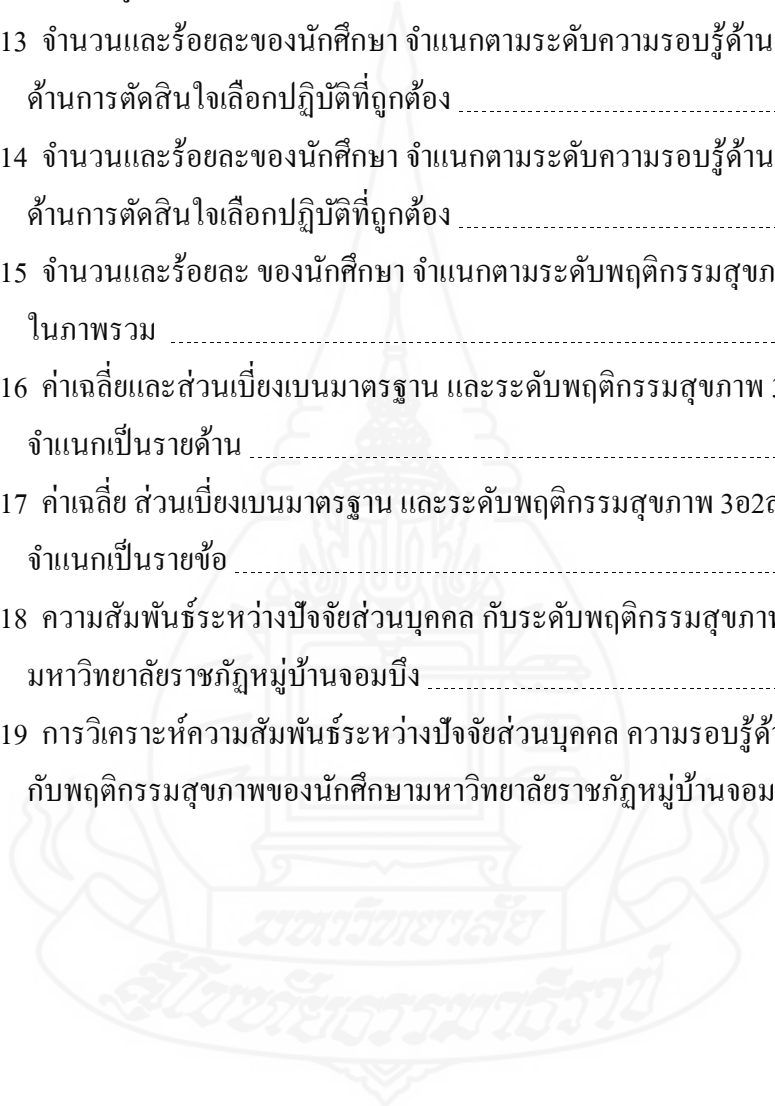 13 จำนวนและร้อยละของนักศึกษา จำแนกตามระดับความรอบรู้ด้าน
ด้านการตัดสินใจเลือกปฏิบัติที่ถูกต้อง
14 จำนวนและร้อยละของนักศึกษา จำแนกตามระดับความรอบรู้ด้าน
ด้านการตัดสินใจเลือกปฏิบัติที่ถูกต้อง
15 จำนวนและร้อยละ ของนักศึกษา จำแนกตามระดับพฤติกรรมสุขภ
ในภาพรวม
16 ค่าเฉลี่ยและส่วนเบี่ยงเบนมาตรฐาน และระดับพฤติกรรมสุขภาพ 3
จำแนกเป็นรายด้าน
17 ค่าเฉลี่ย ส่วนเบี่ยงเบนมาตรฐาน และระดับพฤติกรรมสุขภาพ 3อ2ส
จำแนกเป็นรายข้อ
18 ความสัมพันธ์ระหว่างปัจจัยส่วนบุคคล กับระดับพฤติกรรมสุขภาพ
มหาวิทยาลัยราชภัฏหมู่บ้านจอมบึง
19 การวิเคราะห์ความสัมพันธ์ระหว่างปัจจัยส่วนบุคคล ความรอบรู้ด้า
กับพฤติกรรมสุขภาพของนักศึกษามหาวิทยาลัยราชภัฏหมู่บ้านจอม
มหาวิทยาลัย
สุโขทัยธรรมาธิราช